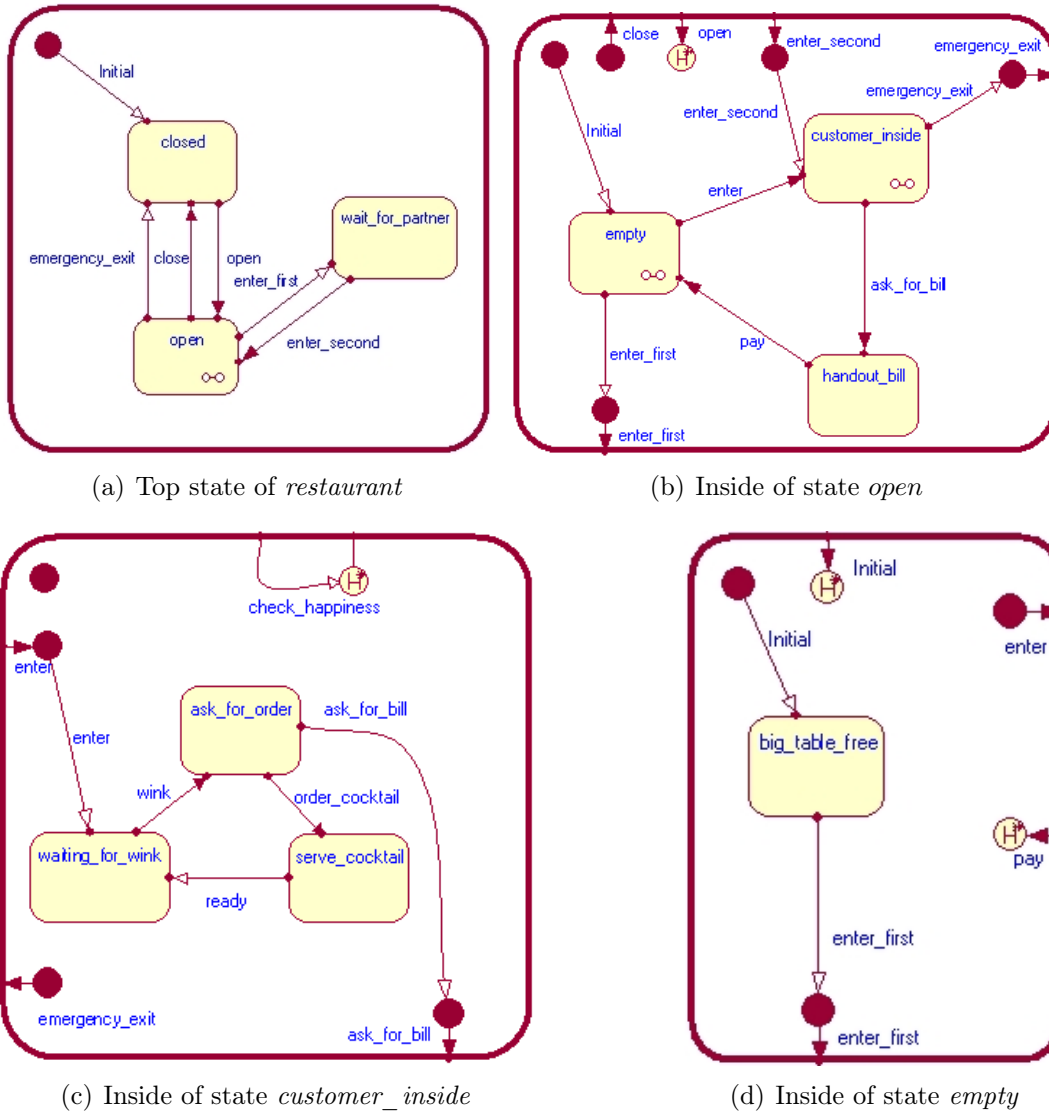 Initial
closed
wait_for_partner
emergency_exit
close
open
enter_first
open
enter_second
(a) Top state of restaurant
close
open
enter_second
emergency_exit
emergency_exit
enter_second
Initial
customer_inside
enter
empty
ask_for_bill
pay
enter_first
handout_bill
enter_first
(b) Inside of state open
H*
check_happiness
enter
ask_for_order
ask_for_bill
enter
wink
order_cocktail
waiting_for_wink
serve_cocktail
ready
emergency_exit
ask_for_bill
(c) Inside of state customer_inside
H*
Initial
Initial
enter
big_table_free
H*
pay
enter_first
enter_first
(d) Inside of state empty
H*